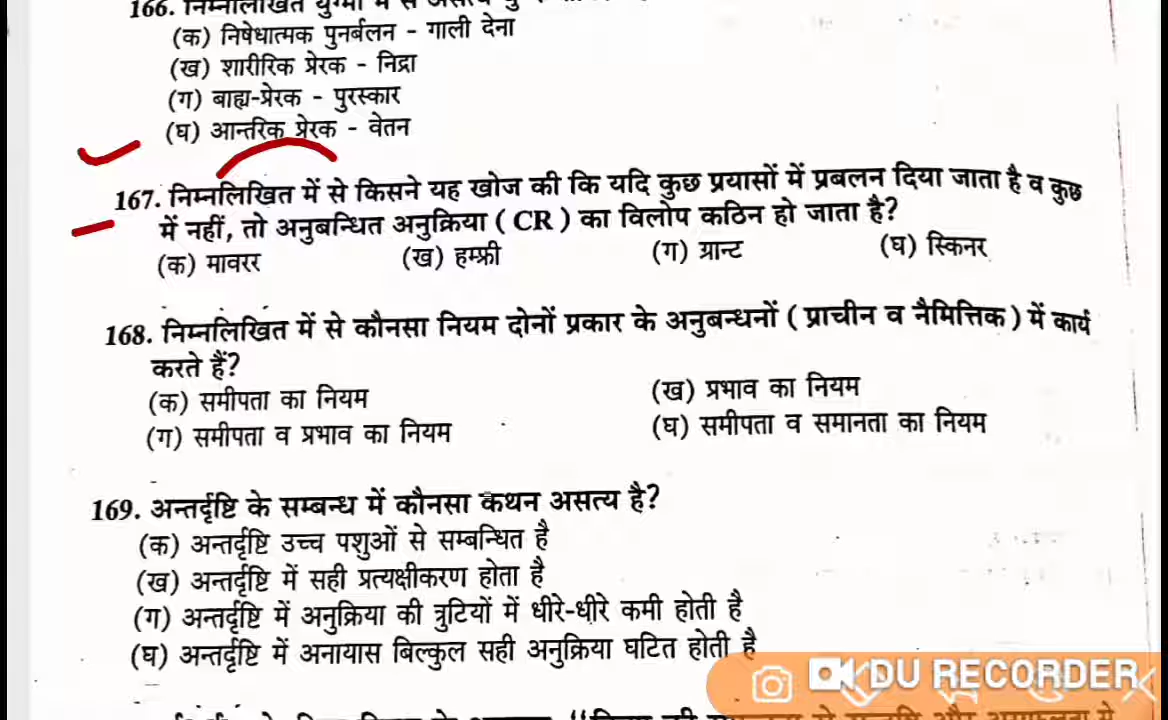 166. निम्नलिखित युग्मों में से असत्य
(क) निषेधात्मक पुनर्बलन - गाली देना
(ख) शारीरिक प्रेरक - निद्रा
(ग) बाह्य-प्रेरक - पुरस्कार
(घ) आन्तरिक प्रेरक - वेतन
167. निम्नलिखित में से किसने यह खोज की कि यदि कुछ प्रयासों में प्रबलन दिया जाता है व कुछ
में नहीं, तो अनुबन्धित अनुक्रिया ( CR ) का विलोप कठिन हो जाता है?
(क) मावरर (ख) हम्फ्री (ग) ग्रान्ट (घ) स्किनर
168. निम्नलिखित में से कौनसा नियम दोनों प्रकार के अनुबन्धनों ( प्राचीन व नैमित्तिक ) में कार्य
करते हैं?
(क) समीपता का नियम (ख) प्रभाव का नियम
(ग) समीपता व प्रभाव का नियम (घ) समीपता व समानता का नियम
169. अन्तर्दृष्टि के सम्बन्ध में कौनसा कथन असत्य है?
(क) अन्तर्दृष्टि उच्च पशुओं से सम्बन्धित है
(ख) अन्तर्दृष्टि में सही प्रत्यक्षीकरण होता है
(ग) अन्तर्दृष्टि में अनुक्रिया की त्रुटियों में धीरे-धीरे कमी होती है
(घ) अन्तर्दृष्टि में अनायास बिल्कुल सही अनुक्रिया घटित होती है
DU RECORDER